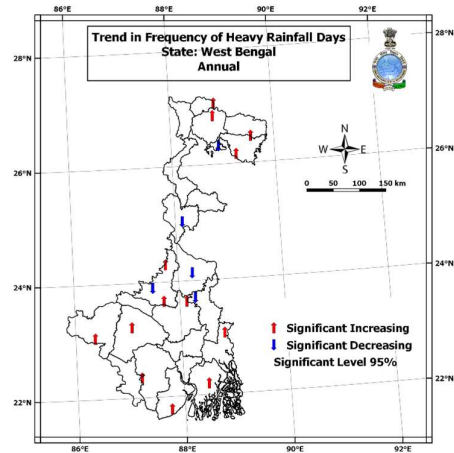 86°E 88°E 90°E 92°E
Trend in Frequency of Heavy Rainfall Days
State: West Bengal
Annual
28°N
28°N
N
W E
S
26°N
26°N
0 50 100 150 km
24°N
24°N
Significant Increasing
Significant Decreasing
Significant Level 95%
22°N
22°N
86°E 88°E 90°E 92°E